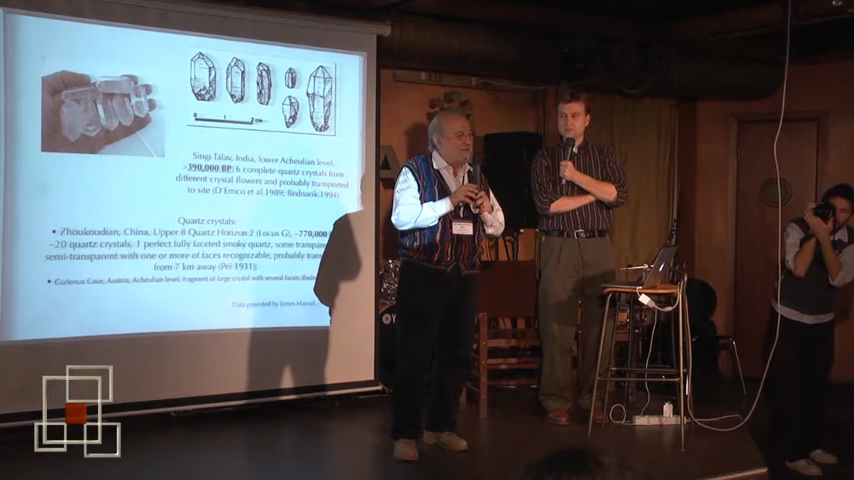 Singi Talav, India, lower Acheulian level,
>390,000 BP: 6 complete quartz crystals from
different crystal flowers and probably transported
to site (D'Errico et al 1989; Bednarik 1994)
Quartz crystals:
• Zhoukoudian, China, Upper 8 Quartz Horizon 2 (Locus G), ~770,000
~20 quartz crystals, 1 perfect fully faceted smoky quartz, some
semi-transparent with one or more of faces recognizable, probably
from 7 km away (Pei 1931);
• Gudenus Cave, Austria, Acheulian level, fragment of large crystal with several facets
Data provided by James Harrod